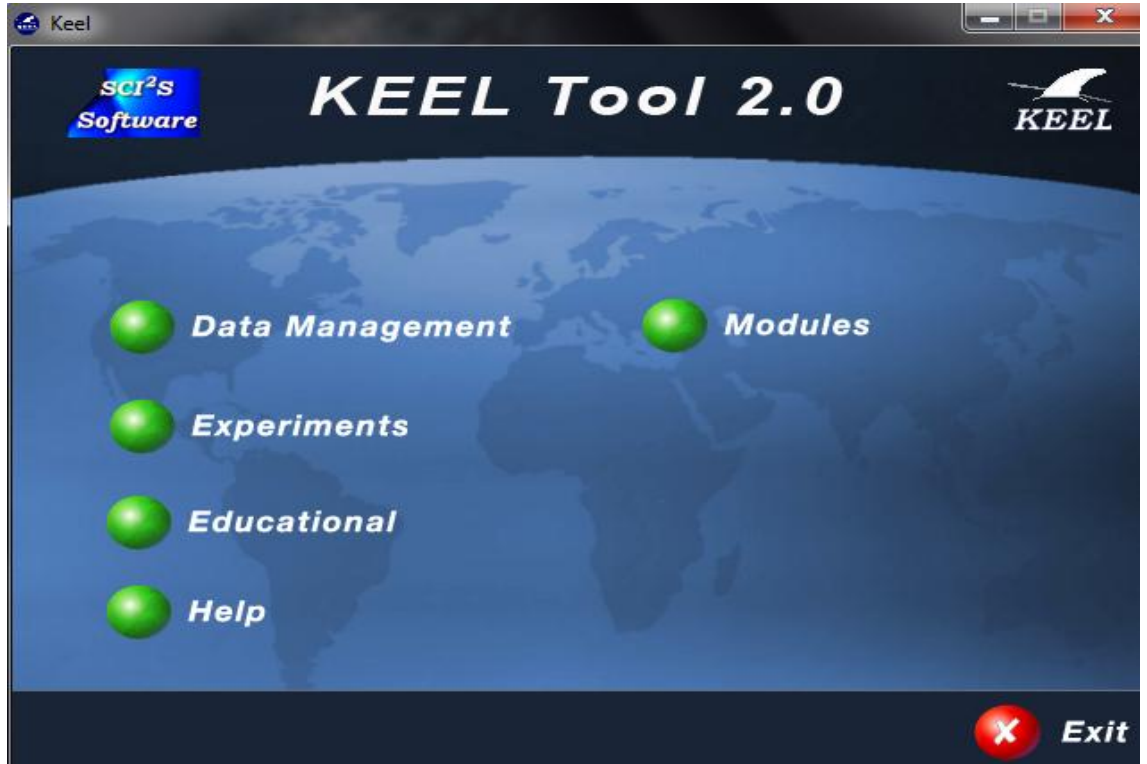 Keel
SCI²S
Software
KEEL Tool 2.0
KEEL
Data Management
Modules
Experiments
Educational
Help
Exit